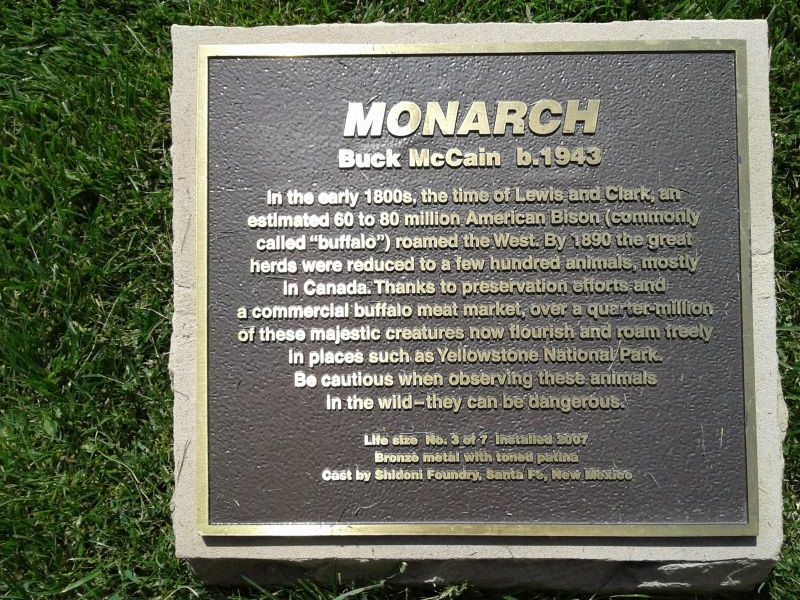 MONARCH
Buck McCain b.1943
In the early 1800s, the time of Lewis and Clark, an
estimated 60 to 80 million American Bison (commonly
called “buffalo”) roamed the West. By 1890 the great
herds were reduced to a few hundred animals, mostly
in Canada. Thanks to preservation efforts and
a commercial buffalo meat market, over a quarter-million
of these majestic creatures now flourish and roam freely
in places such as Yellowstone National Park.
Be cautious when observing these animals
in the wild–they can be dangerous.
Life size No. 3 of 7 Installed 2007
Bronze metal with toned patina
Cast by Shidoni Foundry, Santa Fe, New Mexico